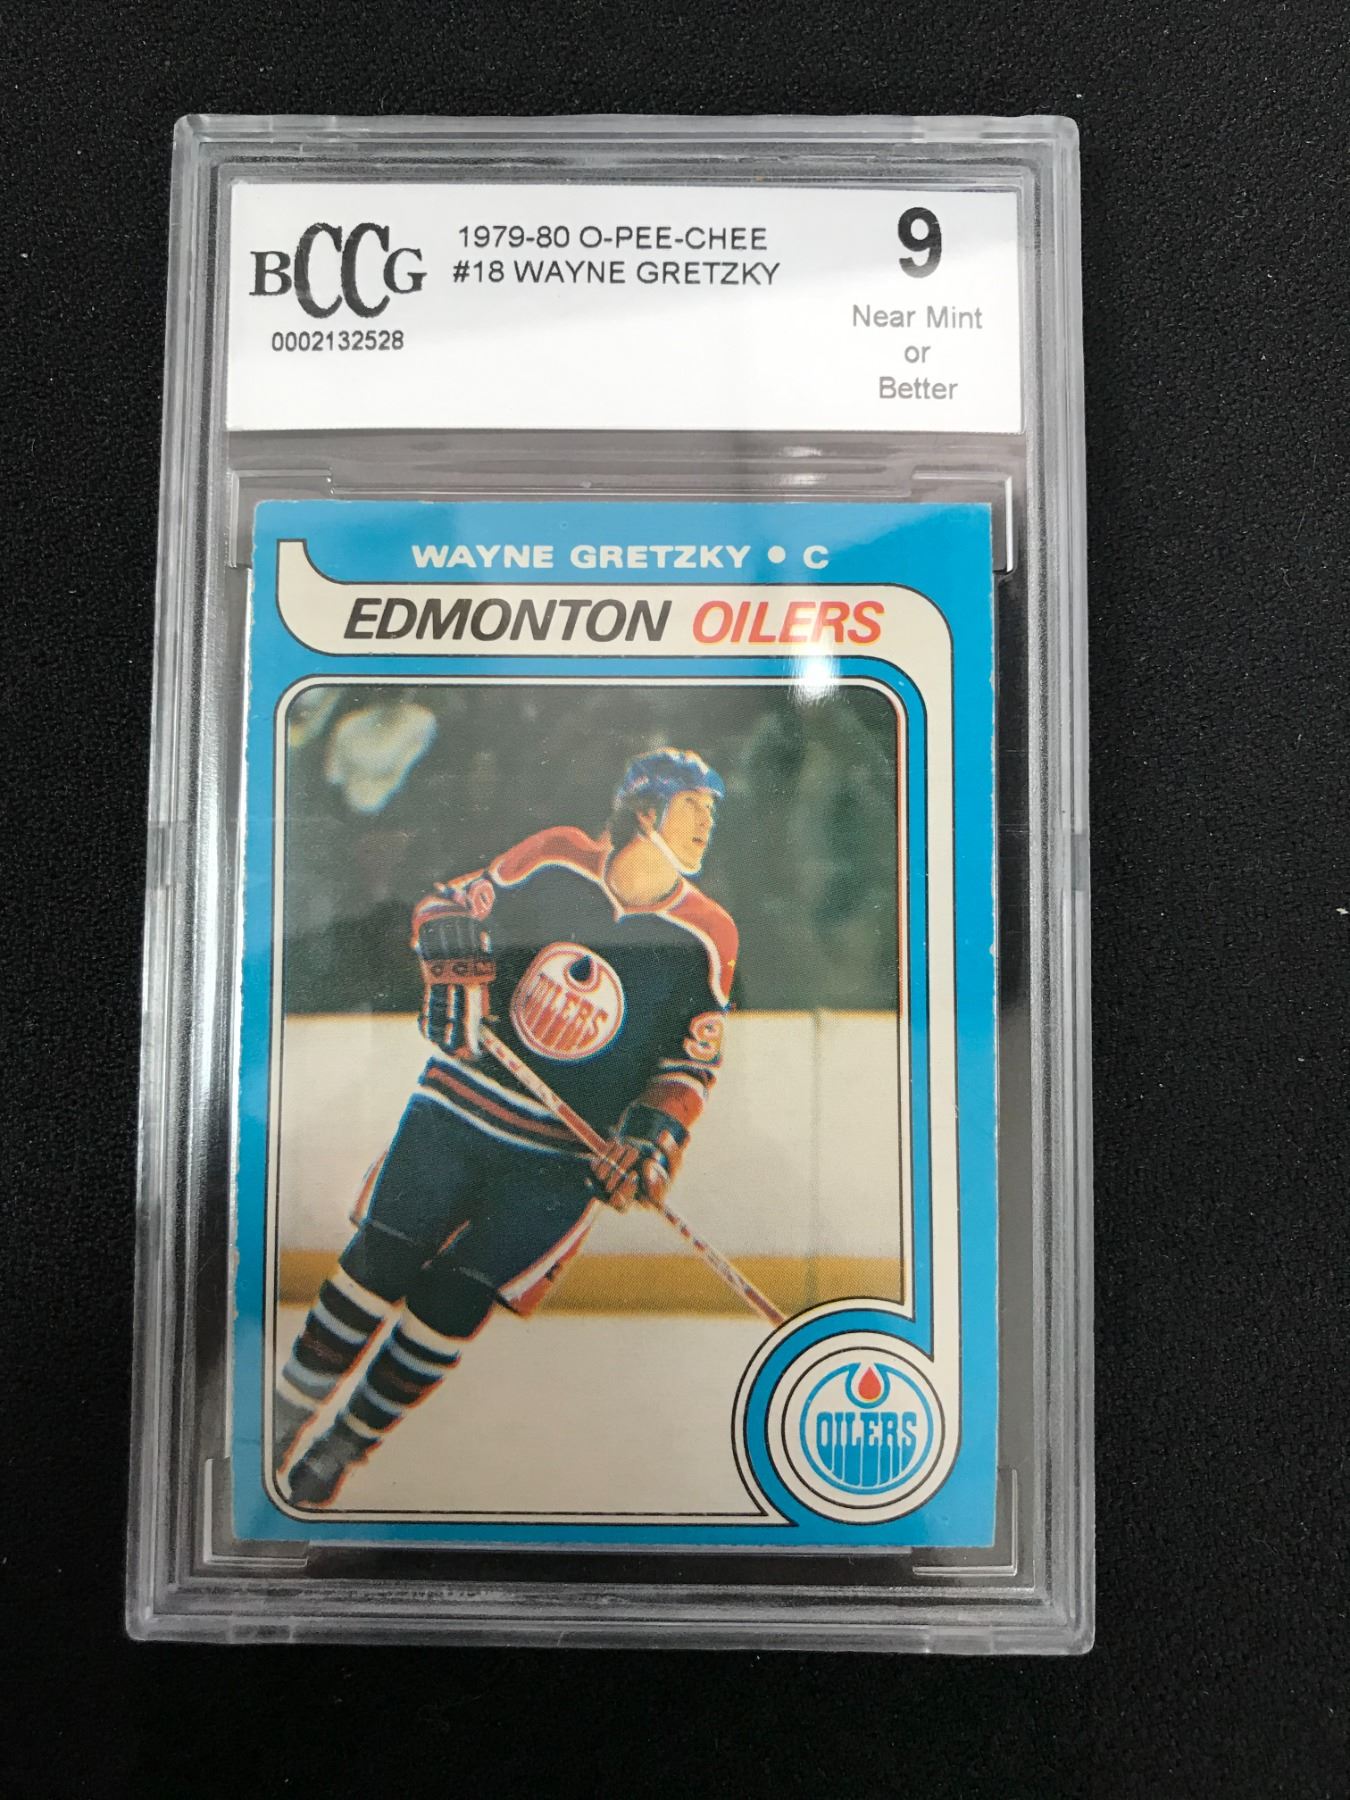 BCCG
0002132528
1979-80 O-PEE-CHEE
#18 WAYNE GRETZKY
9
Near Mint
or
Better
WAYNE GRETZKY • C
EDMONTON OILERS
CCM
OILERS
OILERS